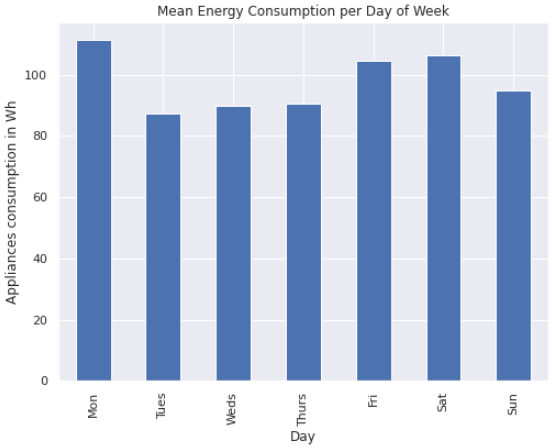 Mean Energy Consumption per Day of Week
Appliances consumption in Wh
100
80
60
40
20
0
Mon
Tues
Weds
Thurs
Fri
Sat
Sun
Day